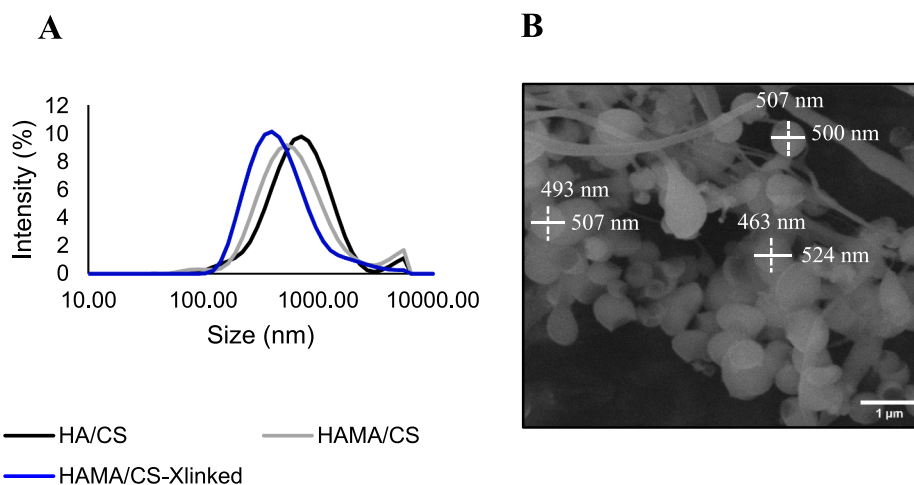 A
B
12
10
8
6
4
2
0
Intensity (%)
10.00
100.00
1000.00
10000.00
Size (nm)
HA/CS
HAMA/CS
HAMA/CS-Xlinked
507 nm
500 nm
493 nm
507 nm
463 nm
524 nm
1 µm